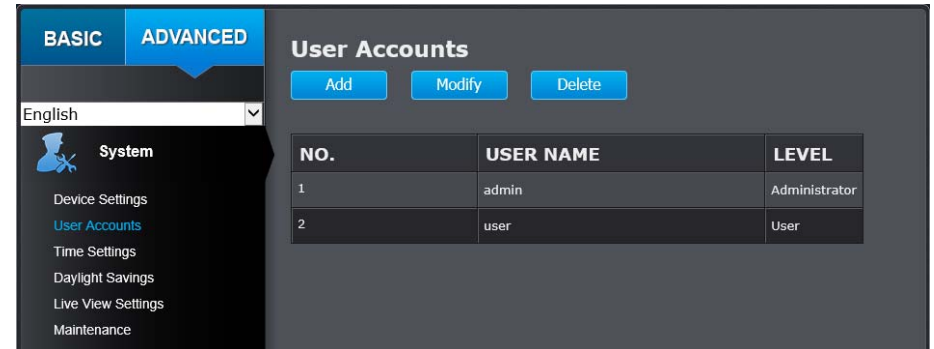 BASIC ADVANCED
English
System
Device Settings
User Accounts
Time Settings
Daylight Savings
Live View Settings
Maintenance
User Accounts
Add Modify Delete
NO. USER NAME LEVEL
1 admin Administrator
2 user User